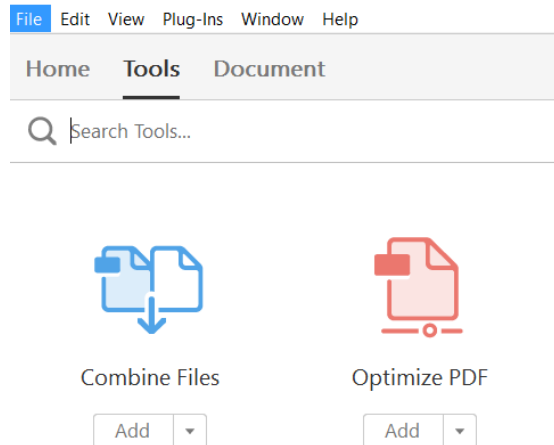 File Edit View Plug-Ins Window Help
Home Tools Document
Search Tools...
Combine Files Optimize PDF
Add Add